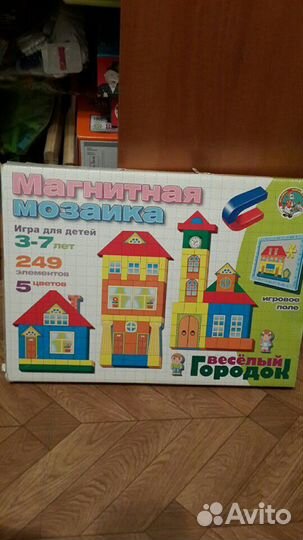 Магнитная
мозаика
Игра для детей
3-7 лет
249
элементов
5 цветов
игровое
поле
весёлый
Городок
Avito